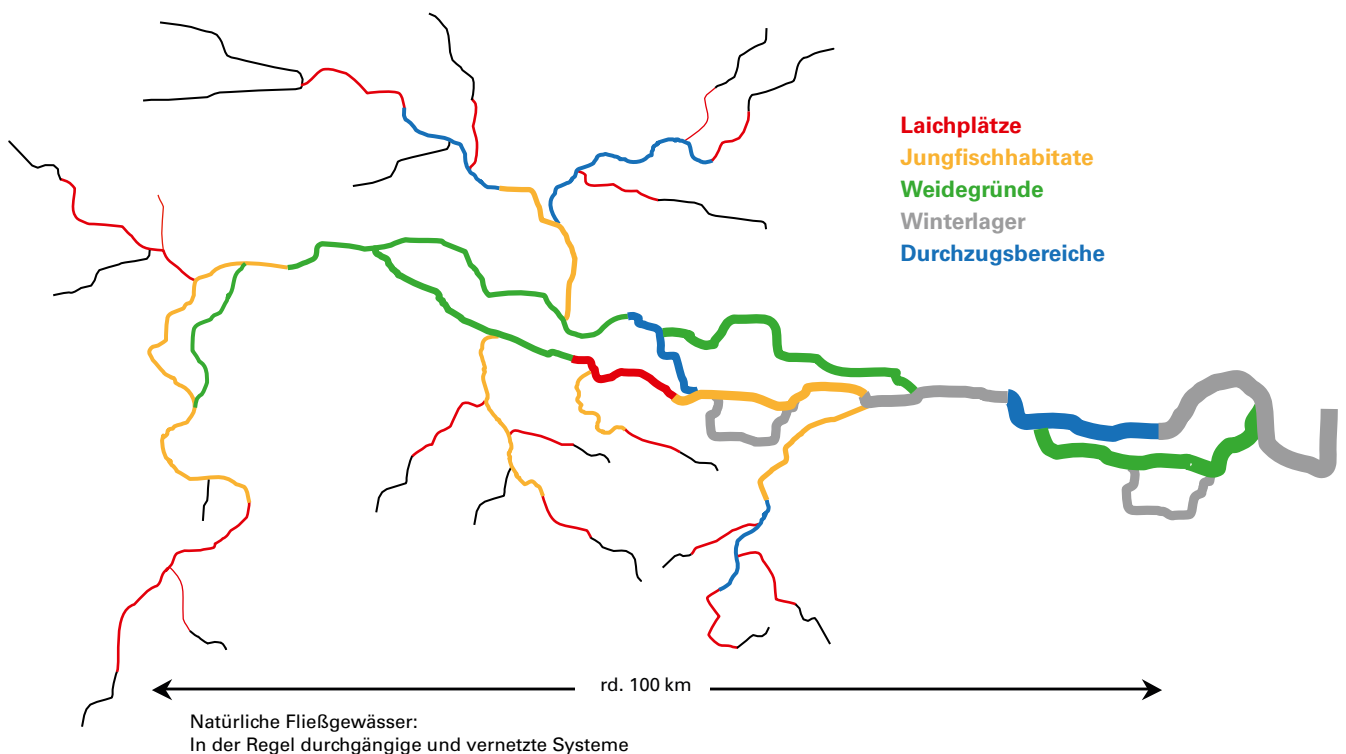 Laichplätze
Jungfischhabitate
Weidegründe
Winterlager
Durchzugsbereiche
rd. 100 km
Natürliche Fließgewässer:
In der Regel durchgängige und vernetzte Systeme